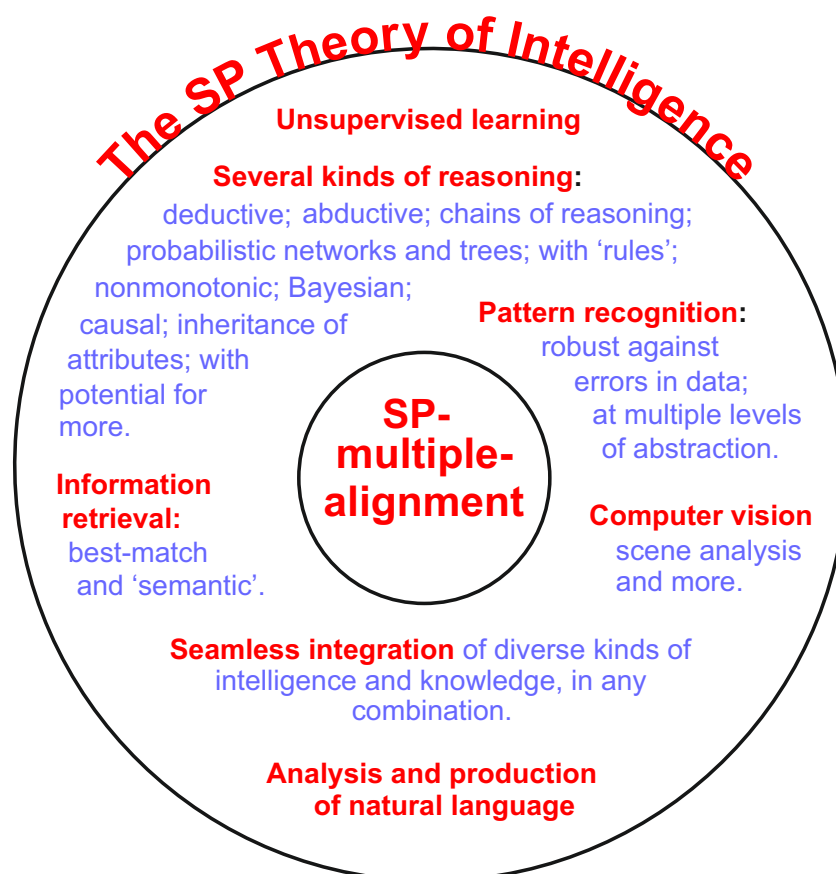 The SP Theory of Intelligence
Unsupervised learning
Several kinds of reasoning:
deductive; abductive; chains of reasoning;
probabilistic networks and trees; with ‘rules’;
nonmonotonic; Bayesian;
causal; inheritance of
attributes; with
potential for
more.
Pattern recognition:
robust against
errors in data;
at multiple levels
of abstraction.
SP-
multiple-
alignment
Information
retrieval:
best-match
and ‘semantic’.
Computer vision
scene analysis
and more.
Seamless integration of diverse kinds of
intelligence and knowledge, in any
combination.
Analysis and production
of natural language